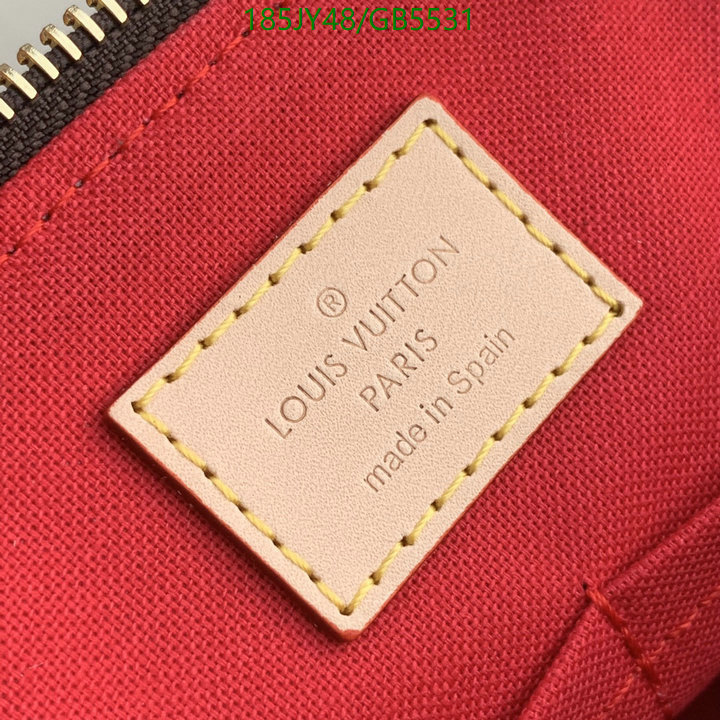 185JY48/GB5531
®
LOUIS VUITTON
PARIS
made in Spain